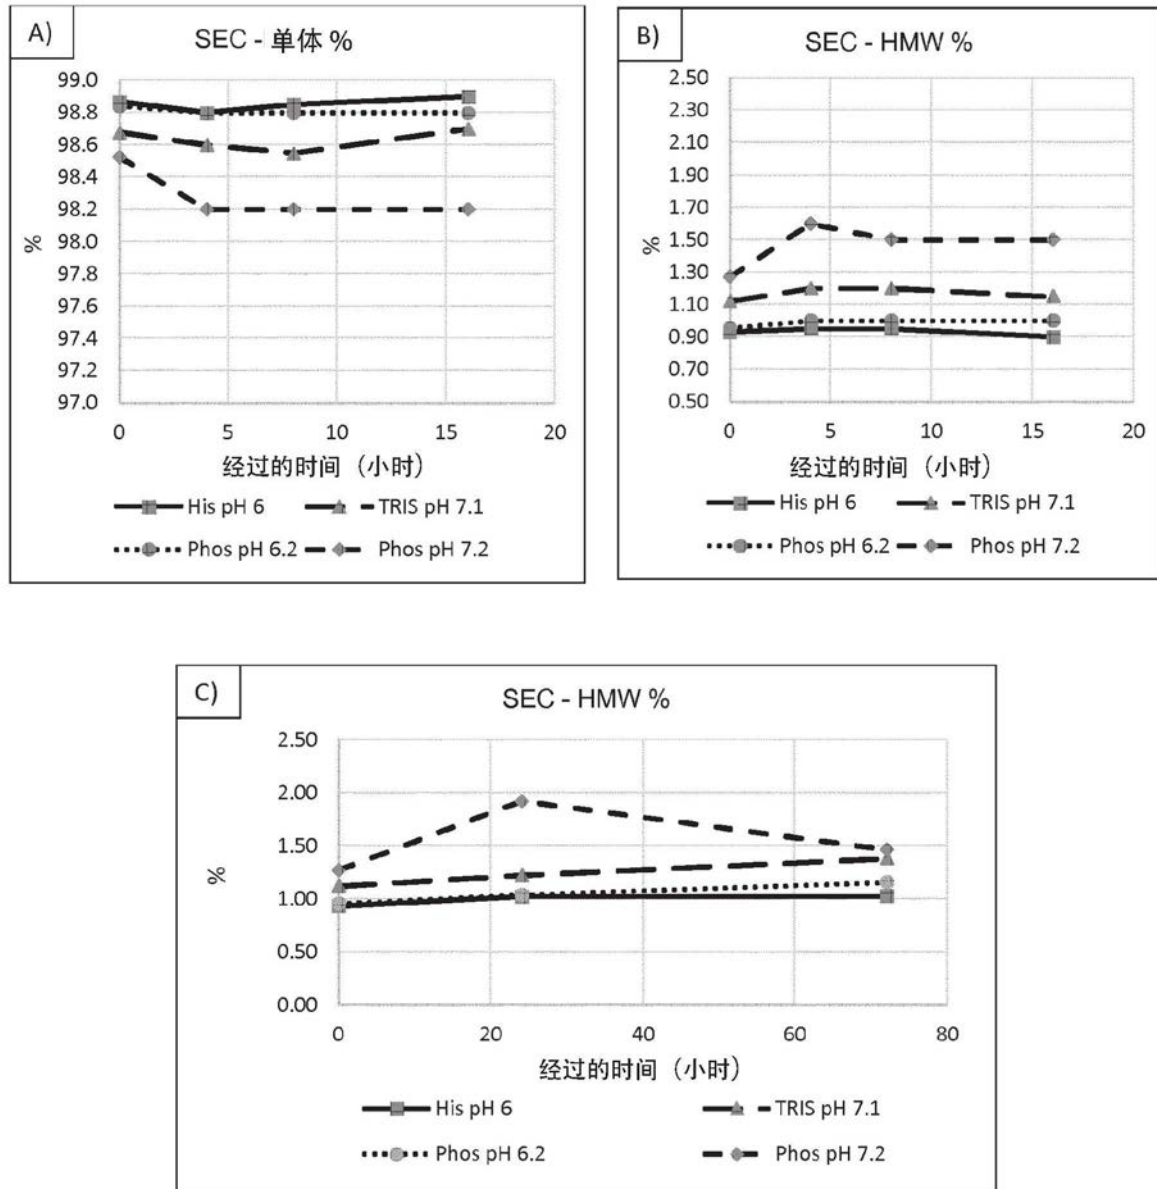 A)
SEC - 单体 %
99.0
98.8
98.6
98.4
98.2
98.0
97.8
97.6
97.4
97.2
97.0
%
0 5 10 15 20
经过的时间（小时）
His pH 6 TRIS pH 7.1
Phos pH 6.2 Phos pH 7.2
B)
SEC - HMW %
2.50
2.30
2.10
1.90
1.70
1.50
1.30
1.10
0.90
0.70
0.50
%
0 5 10 15 20
经过的时间（小时）
His pH 6 TRIS pH 7.1
Phos pH 6.2 Phos pH 7.2
C)
SEC - HMW %
2.50
2.00
1.50
1.00
0.50
0.00
%
0 20 40 60 80
经过的时间（小时）
His pH 6 TRIS pH 7.1
Phos pH 6.2 Phos pH 7.2